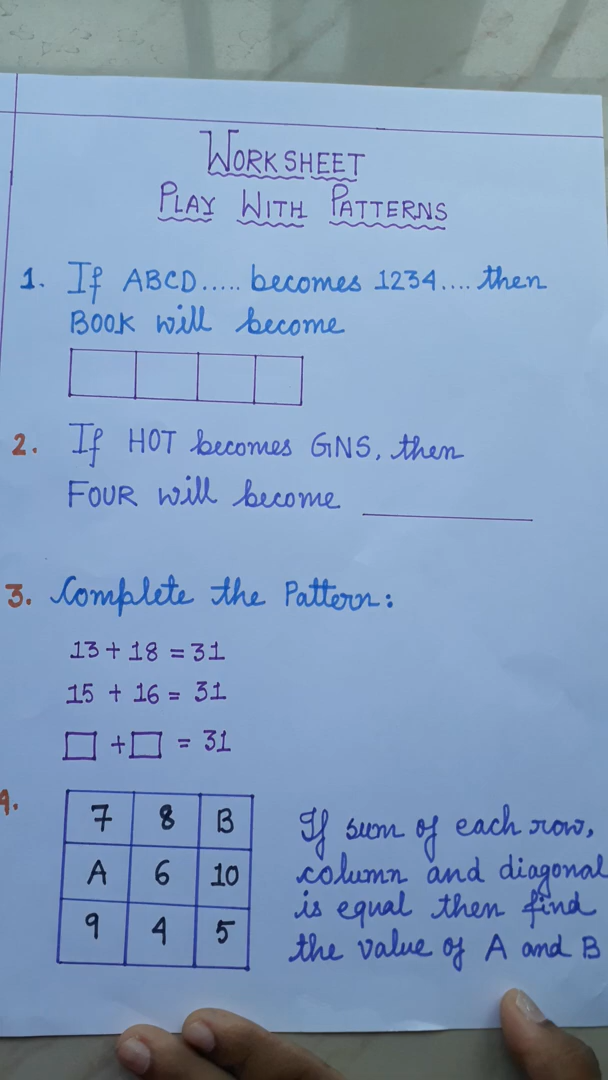 WORKSHEET
PLAY WITH PATTERNS
1. If ABCD..... becomes 1234.... then
BOOK will become
2. If HOT becomes GNS, then
FOUR will become ________
3. Complete the Pattern:
13 + 18 = 31
15 + 16 = 31
□ + □ = 31
4.
7 8 B
A 6 10
9 4 5
If sum of each row,
column and diagonal
is equal then find
the value of A and B